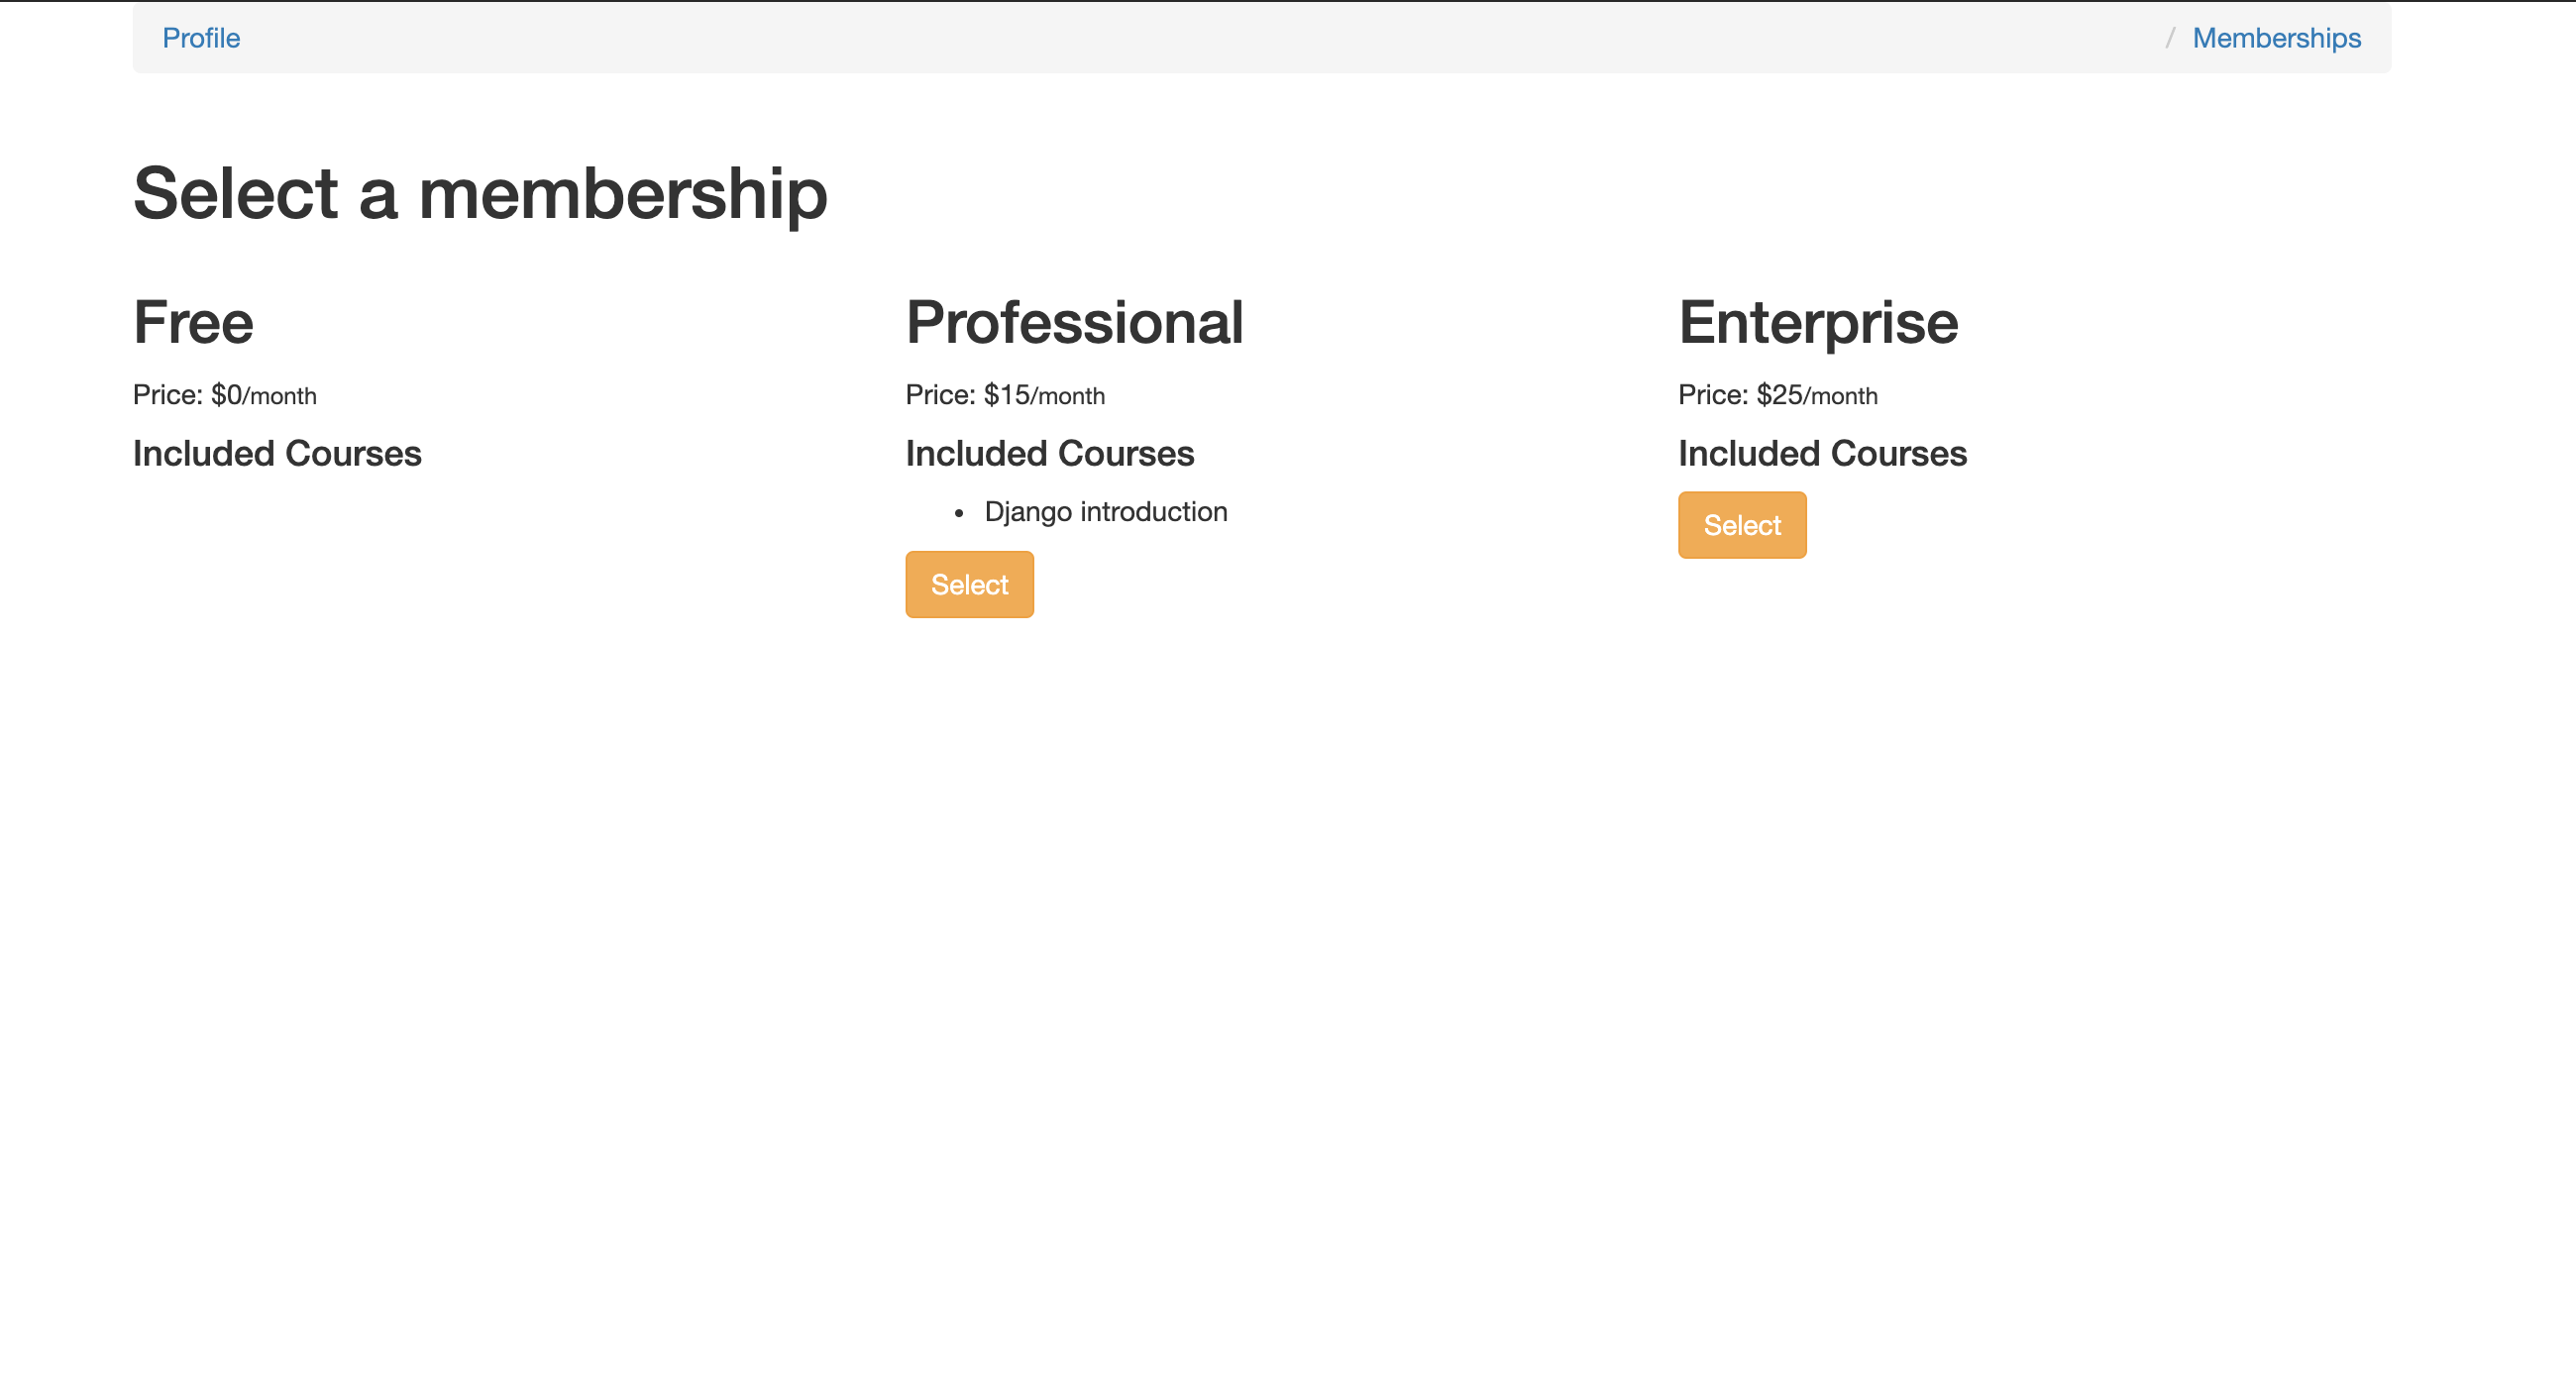 Profile / Memberships
Select a membership
Free
Price: $0/month
Included Courses
Professional
Price: $15/month
Included Courses
• Django introduction
Select
Enterprise
Price: $25/month
Included Courses
Select